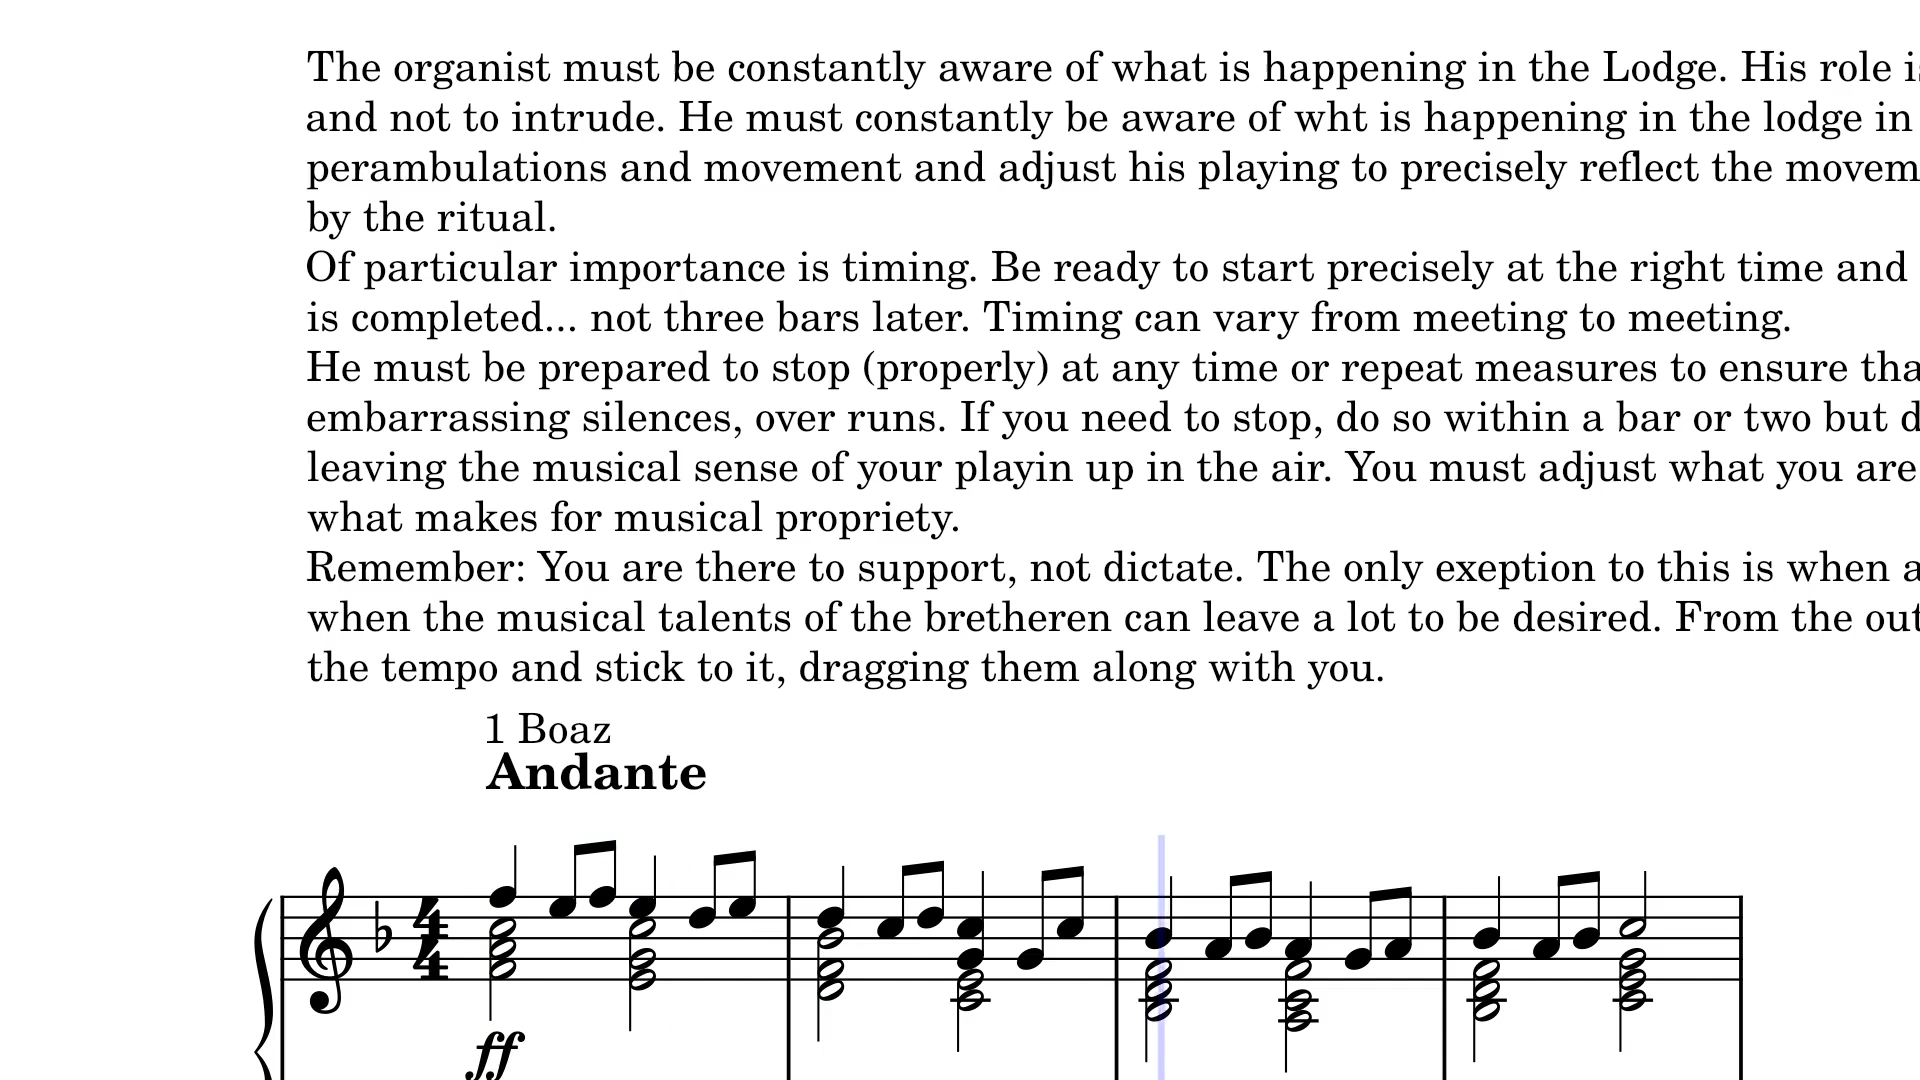 The organist must be constantly aware of what is happening in the Lodge. His role
and not to intrude. He must constantly be aware of wht is happening in the lodge in
perambulations and movement and adjust his playing to precisely reflect the
by the ritual.
Of particular importance is timing. Be ready to start precisely at the right time and
is completed... not three bars later. Timing can vary from meeting to meeting.
He must be prepared to stop (properly) at any time or repeat measures to ensure
embarrassing silences, over runs. If you need to stop, do so within a bar or two but
leaving the musical sense of your playin up in the air. You must adjust what you are
what makes for musical propriety.
Remember: You are there to support, not dictate. The only exeption to this is when
when the musical talents of the bretheren can leave a lot to be desired. From the
the tempo and stick to it, dragging them along with you.
1 Boaz
Andante
4
4
ff